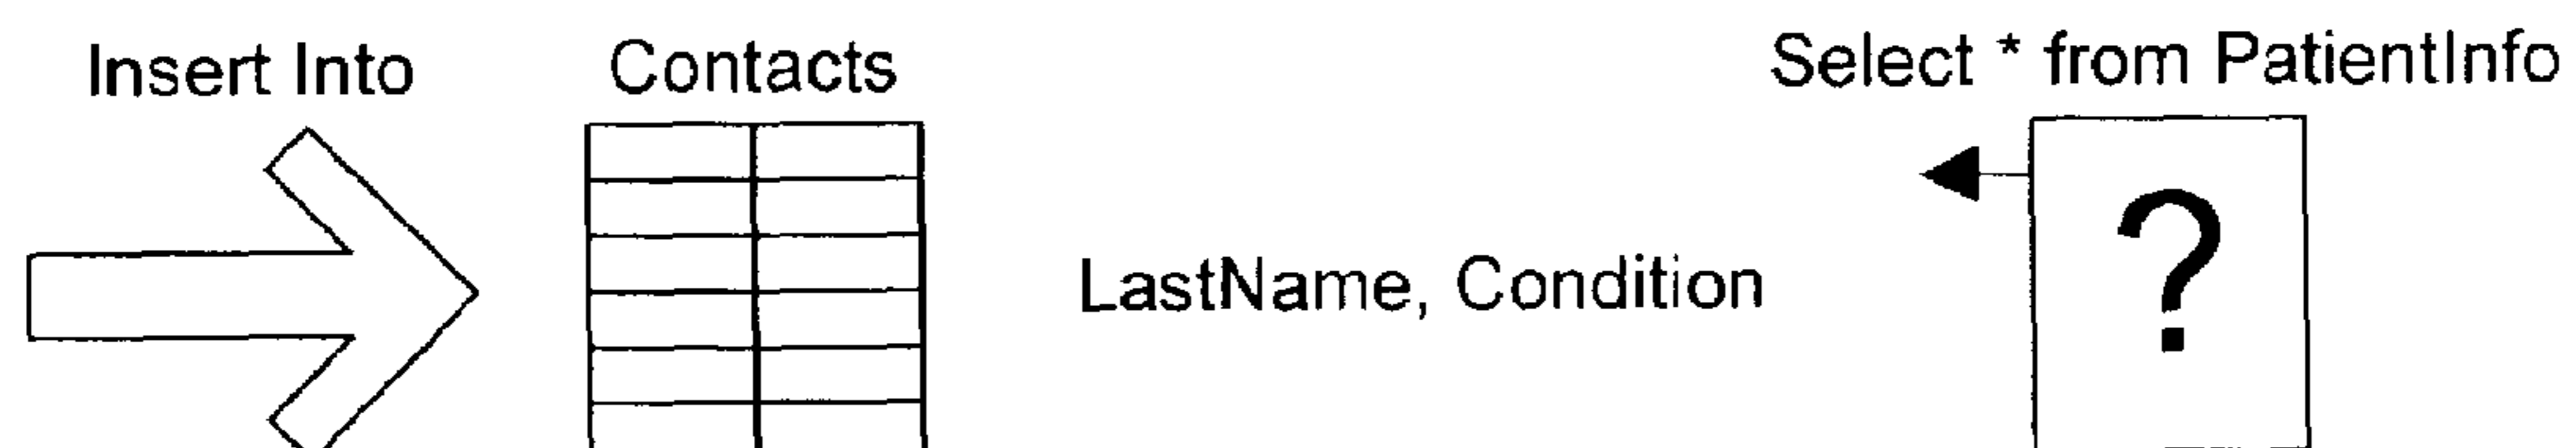 Insert Into
Contacts
LastName, Condition
Select * from PatientInfo
?